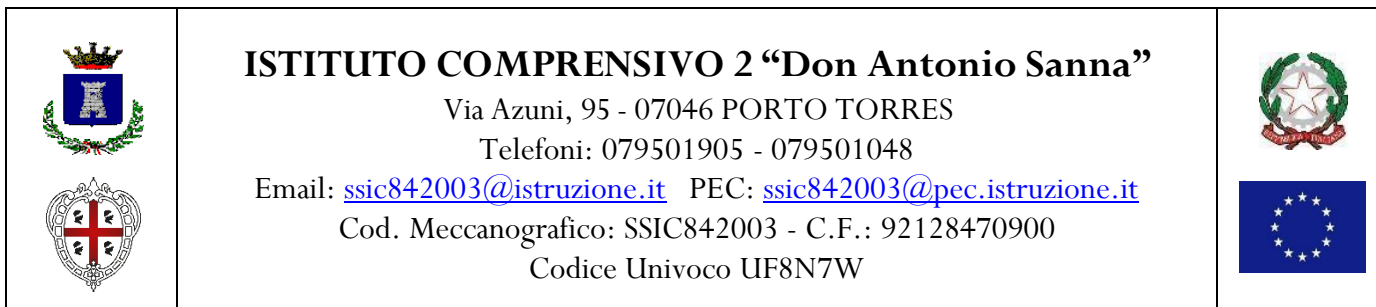 ISTITUTO COMPRENSIVO 2 “Don Antonio Sanna”
Via Azuni, 95 - 07046 PORTO TORRES
Telefoni: 079501905 - 079501048
Email: ssic842003@istruzione.it PEC: ssic842003@pec.istruzione.it
Cod. Meccanografico: SSIC842003 - C.F.: 92128470900
Codice Univoco UF8N7W